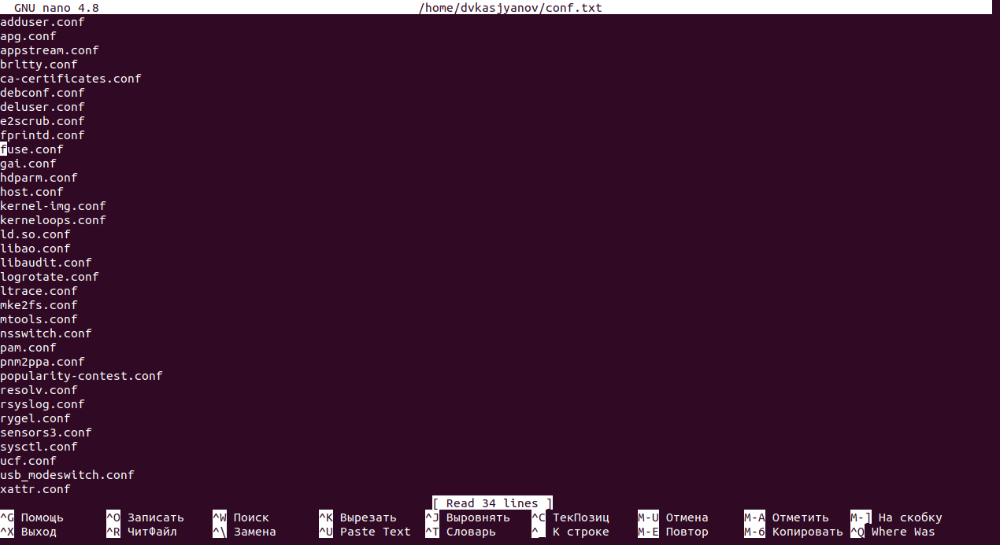 GNU nano 4.8 /home/dvkasjyanov/conf.txt
adduser.conf
apg.conf
appstream.conf
brltty.conf
ca-certificates.conf
debconf.conf
deluser.conf
e2scrub.conf
fprintd.conf
fuse.conf
gai.conf
hdparm.conf
host.conf
kernel-img.conf
kerneloops.conf
ld.so.conf
libao.conf
libaudit.conf
logrotate.conf
ltrace.conf
mke2fs.conf
mtools.conf
nsswitch.conf
pam.conf
pnm2ppa.conf
popularity-contest.conf
resolv.conf
rsyslog.conf
rygel.conf
sensors3.conf
sysctl.conf
ucf.conf
usb_modeswitch.conf
xattr.conf
[ Read 34 lines ]
^G Помощь ^O Записать ^W Поиск ^K Вырезать ^J Выровнять ^C ТекПозиц M-U Отмена M-A Отметить M-] На скобку
^X Выход ^R ЧитФайл ^\ Замена ^U Paste Text ^T Словарь ^_ К строке M-E Повтор M-6 Копировать ^Q Where Was